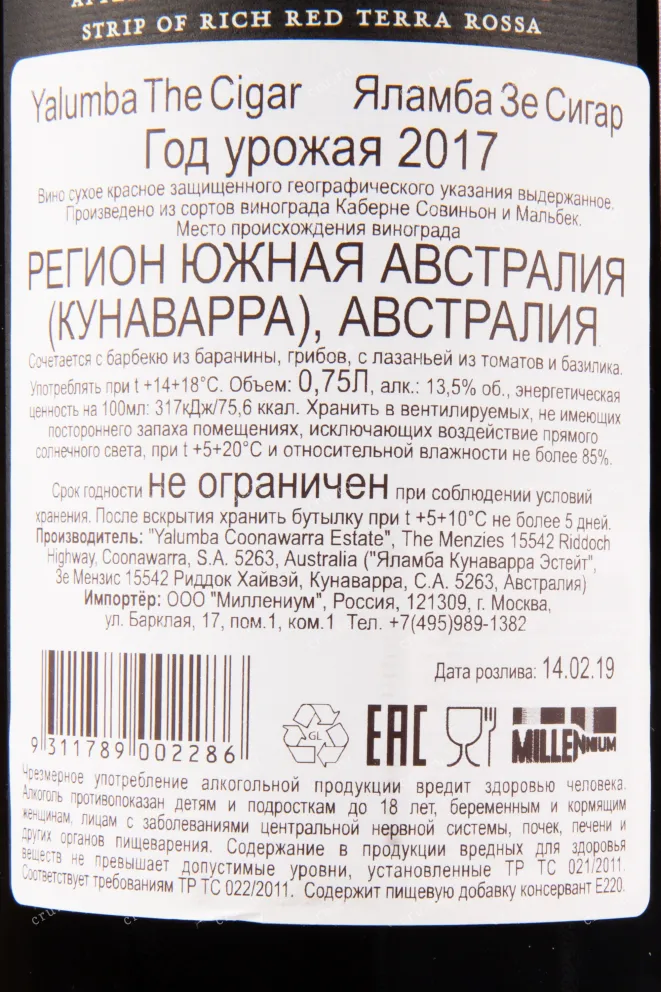 STRIP OF RICH RED TERRA ROSSA
Yalumba The Cigar Яламба Зе Сигар
Год урожая 2017
Вино сухое красное защищенного географического указания выдержанное.
Произведено из сортов винограда Каберне Совиньон и Мальбек.
Место происхождения винограда
РЕГИОН ЮЖНАЯ АВСТРАЛИЯ
(КУНАВАРРА), АВСТРАЛИЯ
Сочетается с барбекю из баранины, грибов, с лазаньей из томатов и базилика.
Употреблять при t +14+18°С. Объем: 0,75Л, алк.: 13,5% об., энергетическая
ценность на 100мл: 317кДж/75,6 ккал. Хранить в вентилируемых, не имеющих
постороннего запаха помещениях, исключающих воздействие прямого
солнечного света, при t +5+20°С и относительной влажности не более 85%.
Срок годности не ограничен при соблюдении условий
хранения. После вскрытия хранить бутылку при t +5+10°С не более 5 дней.
Производитель: "Yalumba Coonawarra Estate", The Menzies 15542 Riddoch
Highway, Coonawarra, S.A. 5263, Australia ("Яламба Кунаварра Эстейт",
Зе Мензис 15542 Риддок Хайвэй, Кунаварра, С.А. 5263, Австралия)
Импортёр: ООО "Миллениум", Россия, 121309, г. Москва,
ул. Барклая, 17, пом.1, ком.1 Тел. +7(495)989-1382
Дата розлива: 14.02.19
9 311789 002286
GL
EAC
MILLENNIUM
Чрезмерное употребление алкогольной продукции вредит здоровью человека.
Алкоголь противопоказан детям и подросткам до 18 лет, беременным и кормящим
женщинам, лицам с заболеваниями центральной нервной системы, почек, печени и
других органов пищеварения. Содержание в продукции вредных для здоровья
веществ не превышает допустимые уровни, установленные ТР ТС 021/2011.
Соответствует требованиям ТР ТС 022/2011. Содержит пищевую добавку консервант Е220.